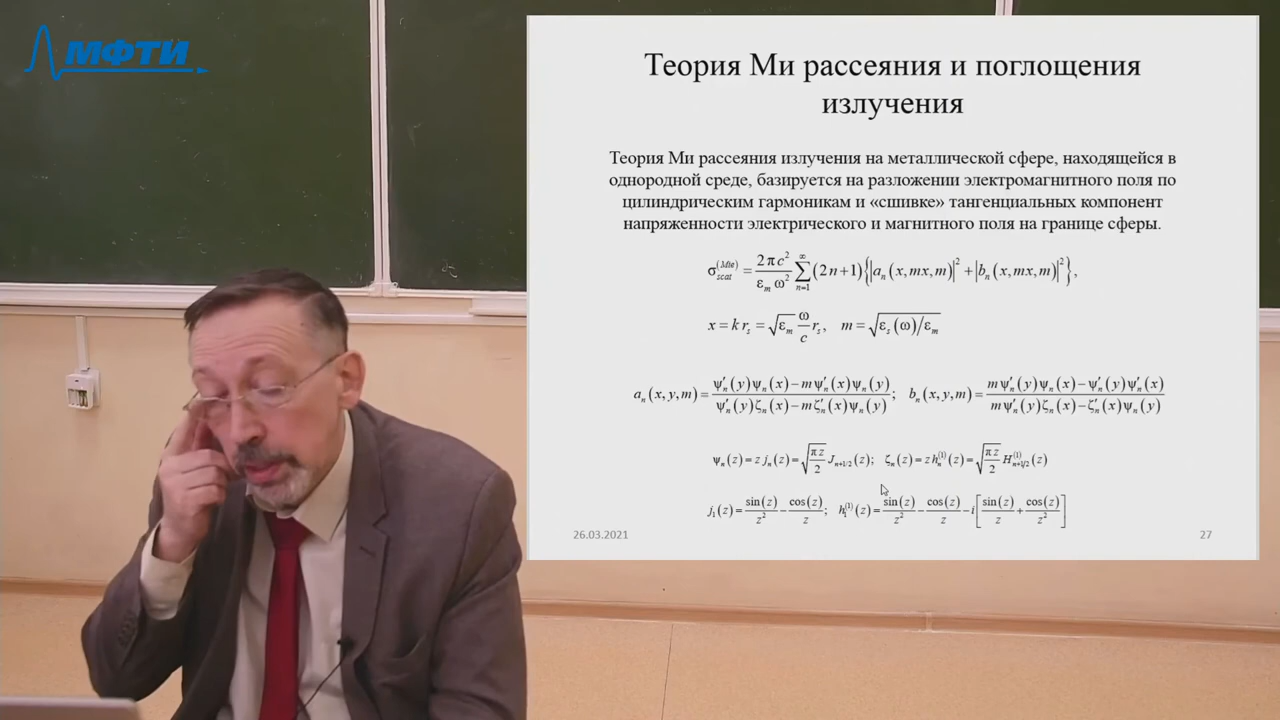 МФТИ
Теория Ми рассеяния и поглощения
излучения
Теория Ми рассеяния излучения на металлической сфере, находящейся в
однородной среде, базируется на разложении электромагнитного поля по
цилиндрическим гармоникам и «сшивке» тангенциальных компонент
напряженности электрического и магнитного поля на границе сферы.
σ_scat^(Mie) = 2πc²/(ε_m ω²) ∑_{n=1}^{∞} (2n+1){|a_n(x,mx,m)|² + |b_n(x,mx,m)|²},
x = k r_s = √ε_m (ω/c) r_s, m = √(ε_s(ω)/ε_m)
a_n(x,y,m) = (ψ′_n(y)ψ_n(x) − mψ′_n(x)ψ_n(y))/(ψ′_n(y)ζ_n(x) − mζ′_n(x)ψ_n(y)); b_n(x,y,m) = (mψ′_n(y)ψ_n(x) − ψ′_n(y)ψ′_n(x))/(mψ′_n(y)ζ_n(x) − ζ′_n(x)ψ_n(y))
ψ_n(z) = z j_n(z) = √(πz/2) J_{n+1/2}(z); ζ_n(z) = z h_n^(1)(z) = √(πz/2) H_{n+1/2}^(1)(z)
j_1(z) = sin(z)/z² − cos(z)/z; h_1^(1)(z) = sin(z)/z² − cos(z)/z − i[sin(z)/z + cos(z)/z²]
26.03.2021
27